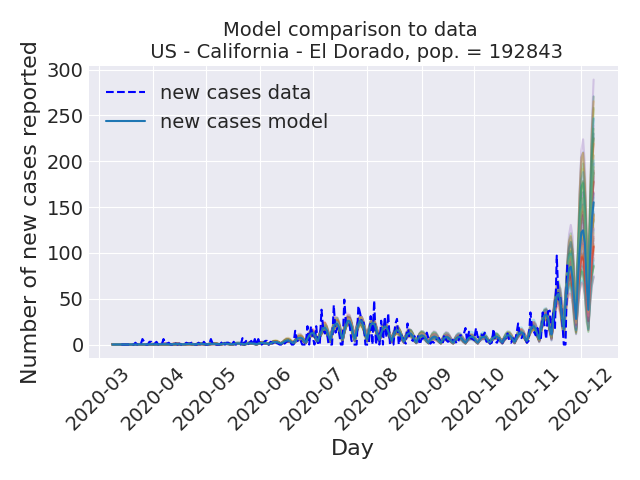 Model comparison to data
US - California - El Dorado, pop. = 192843
Number of new cases reported
300
250
200
150
100
50
0
new cases data
new cases model
2020-03
2020-04
2020-05
2020-06
2020-07
2020-08
2020-09
2020-10
2020-11
2020-12
Day